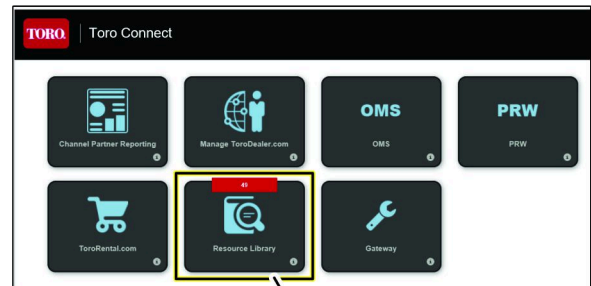 TORO. Toro Connect
OMS PRW
Channel Partner Reporting Manage ToroDealer.com OMS PRW
49
ToroRental.com Resource Library Gateway